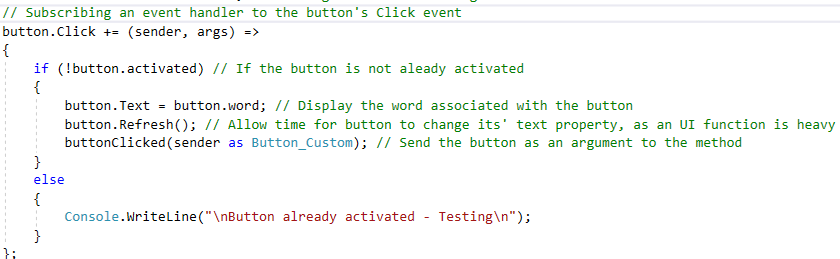 // Subscribing an event handler to the button's Click event
button.Click += (sender, args) =>
{
if (!button.activated) // If the button is not aleady activated
{
button.Text = button.word; // Display the word associated with the button
button.Refresh(); // Allow time for button to change its' text property, as an UI function is heavy
buttonClicked(sender as Button_Custom); // Send the button as an argument to the method
}
else
{
Console.WriteLine("\nButton already activated - Testing\n");
}
};